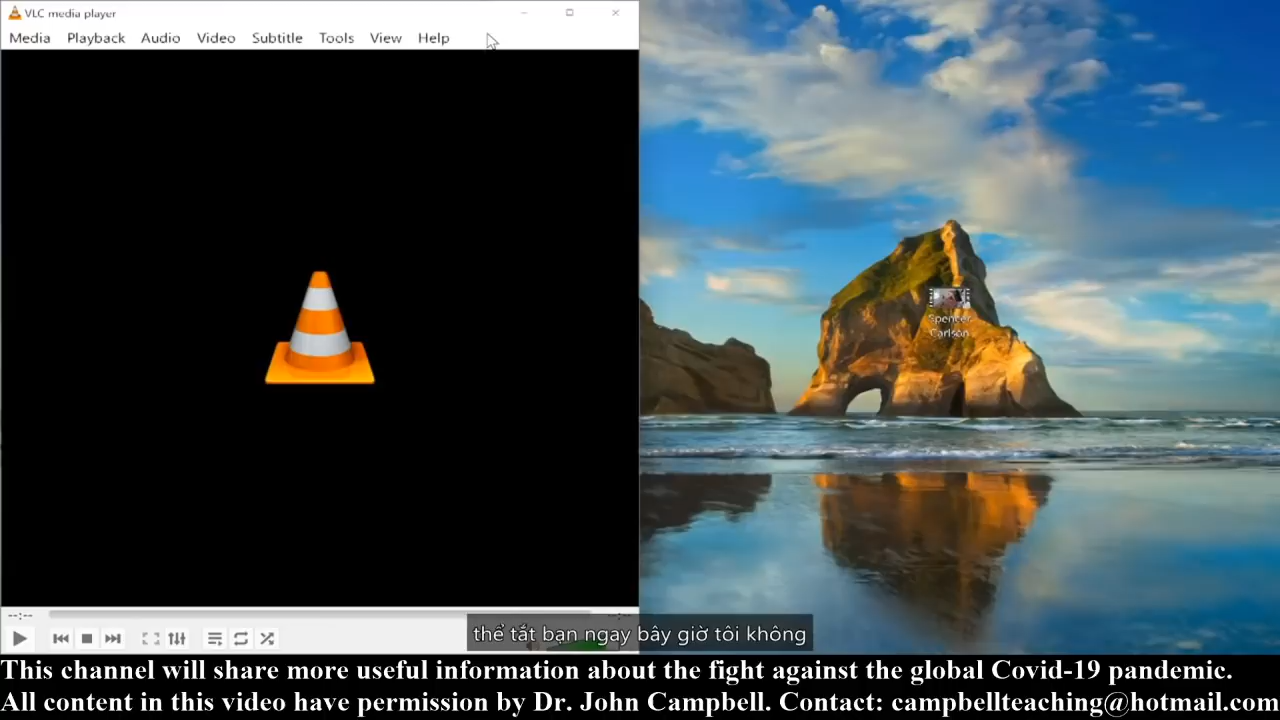 VLC media player
Media Playback Audio Video Subtitle Tools View Help
Spencer
Carlson
--:--
thể tắt bạn ngay bây giờ tôi không
This channel will share more useful information about the fight against the global Covid-19 pandemic.
All content in this video have permission by Dr. John Campbell. Contact: campbellteaching@hotmail.com